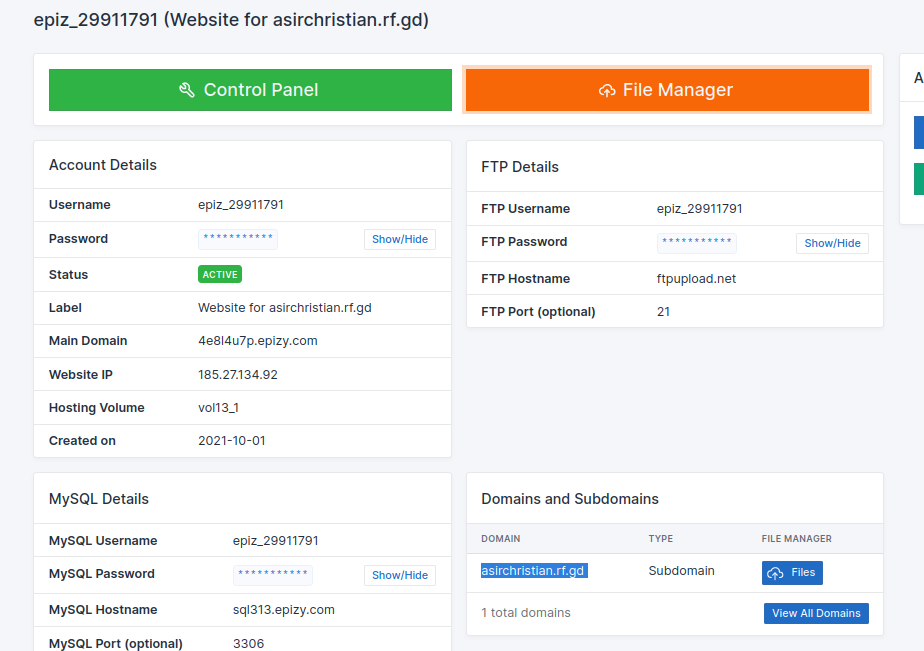 epiz_29911791 (Website for asirchristian.rf.gd)
Control Panel
File Manager
A
Account Details
Username epiz_29911791
Password *********** Show/Hide
Status ACTIVE
Label Website for asirchristian.rf.gd
Main Domain 4e8l4u7p.epizy.com
Website IP 185.27.134.92
Hosting Volume vol13_1
Created on 2021-10-01
FTP Details
FTP Username epiz_29911791
FTP Password *********** Show/Hide
FTP Hostname ftpupload.net
FTP Port (optional) 21
MySQL Details
MySQL Username epiz_29911791
MySQL Password *********** Show/Hide
MySQL Hostname sql313.epizy.com
MySQL Port (optional) 3306
Domains and Subdomains
DOMAIN TYPE FILE MANAGER
asirchristian.rf.gd Subdomain Files
1 total domains View All Domains